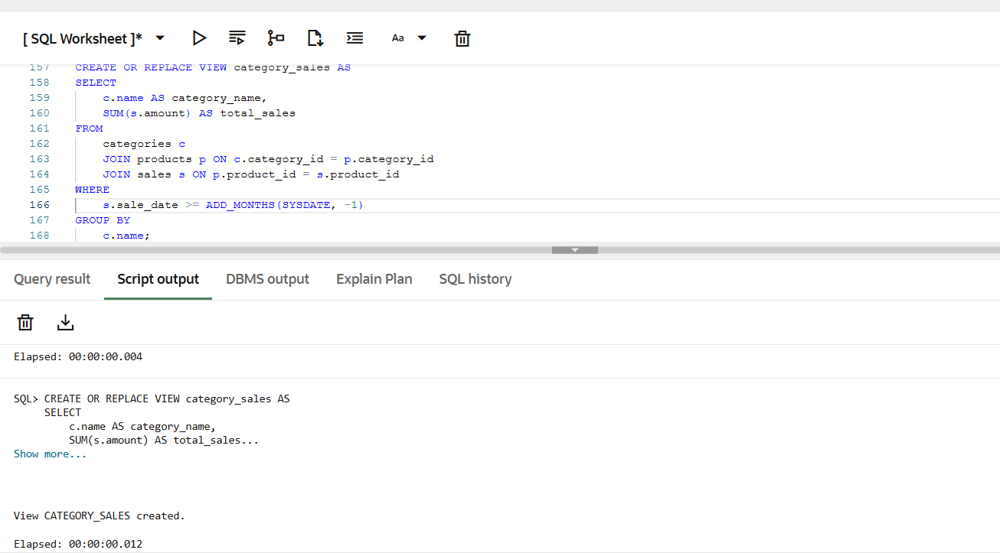 [ SQL Worksheet ]*
Aa
157 CREATE OR REPLACE VIEW category_sales AS
158 SELECT
159     c.name AS category_name,
160     SUM(s.amount) AS total_sales
161 FROM
162     categories c
163     JOIN products p ON c.category_id = p.category_id
164     JOIN sales s ON p.product_id = s.product_id
165 WHERE
166     s.sale_date >= ADD_MONTHS(SYSDATE, -1)
167 GROUP BY
168     c.name;
Query result Script output DBMS output Explain Plan SQL history
Elapsed: 00:00:00.004
SQL> CREATE OR REPLACE VIEW category_sales AS
     SELECT
         c.name AS category_name,
         SUM(s.amount) AS total_sales...
Show more...
View CATEGORY_SALES created.
Elapsed: 00:00:00.012